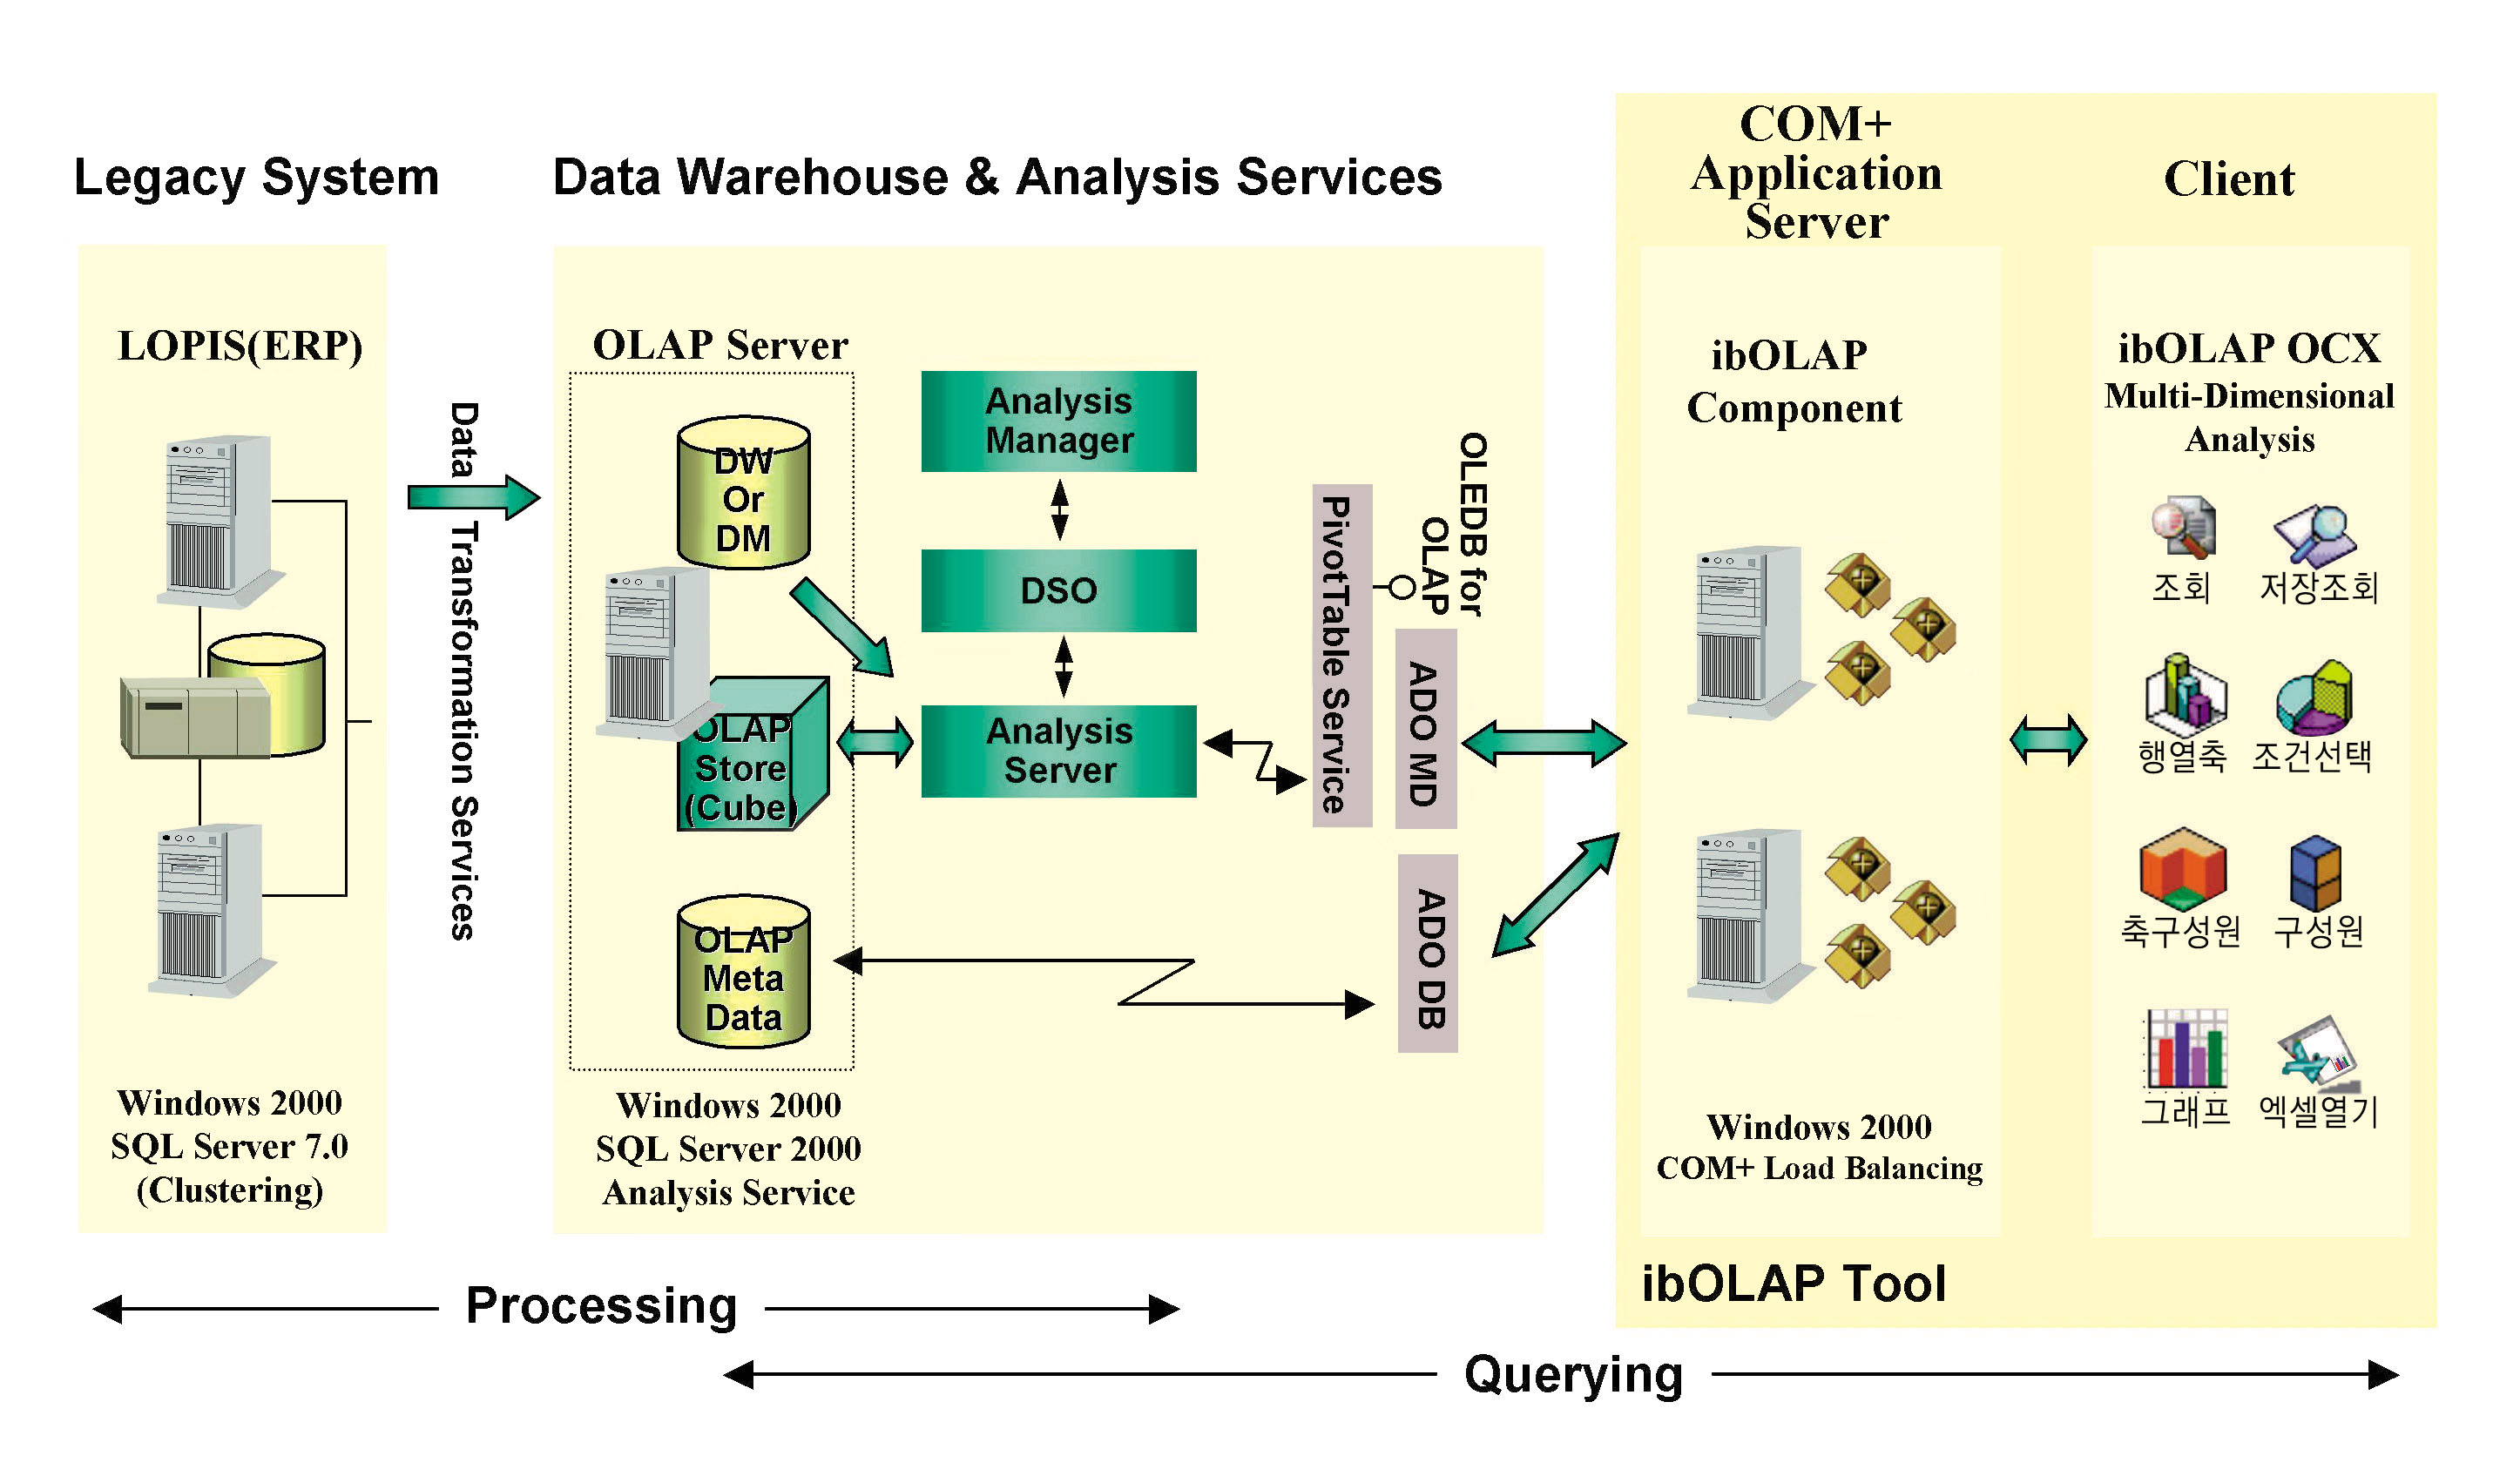 Legacy System
Data Warehouse & Analysis Services
COM+
Application
Server
Client
LOPIS(ERP)
Windows 2000
SQL Server 7.0
(Clustering)
Data Transformation Services
OLAP Server
DW
Or
DM
OLAP
Store
(Cube)
OLAP
Meta
Data
Windows 2000
SQL Server 2000
Analysis Service
Analysis
Manager
DSO
Analysis
Server
PivotTable Service
OLEDB for
OLAP
ADO MD
ADO DB
ibOLAP
Component
Windows 2000
COM+ Load Balancing
ibOLAP OCX
Multi-Dimensional
Analysis
조회 저장조회
행열축 조건선택
축구성원 구성원
그래프 엑셀열기
ibOLAP Tool
Processing
Querying